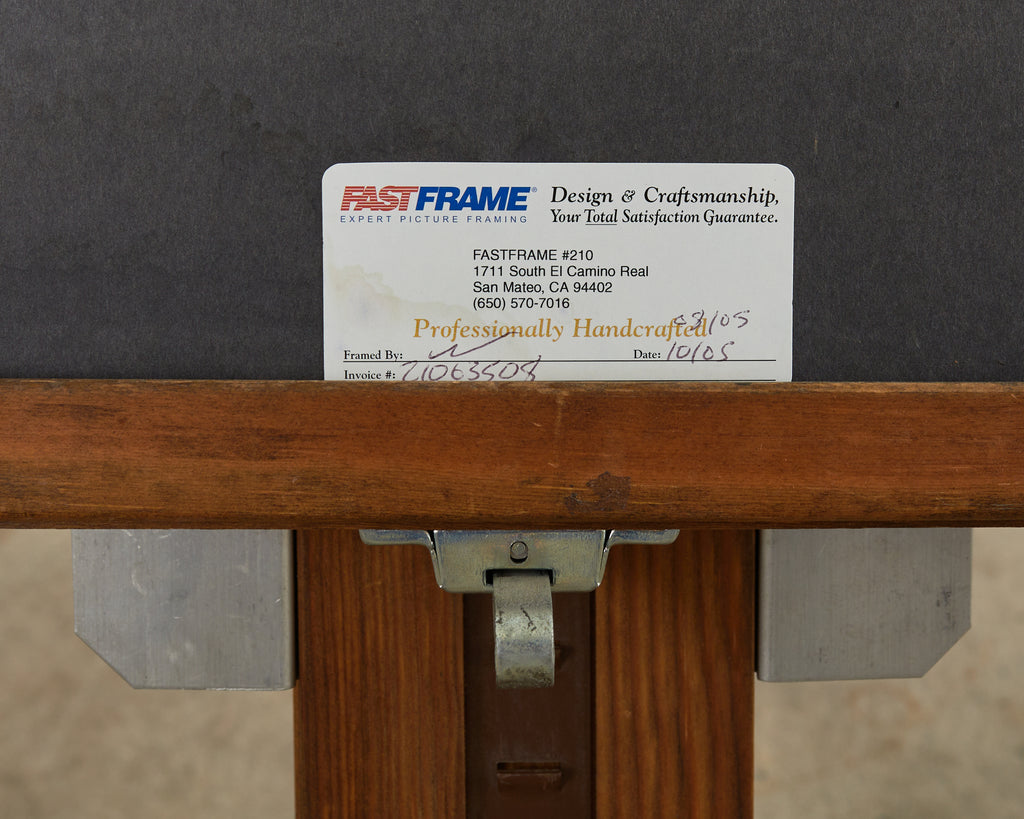 FASTFRAME®
EXPERT PICTURE FRAMING
Design & Craftsmanship,
Your Total Satisfaction Guarantee.
FASTFRAME #210
1711 South El Camino Real
San Mateo, CA 94402
(650) 570-7016
Professionally Handcrafted
Framed By: Date: 10/05
Invoice #: 21063508